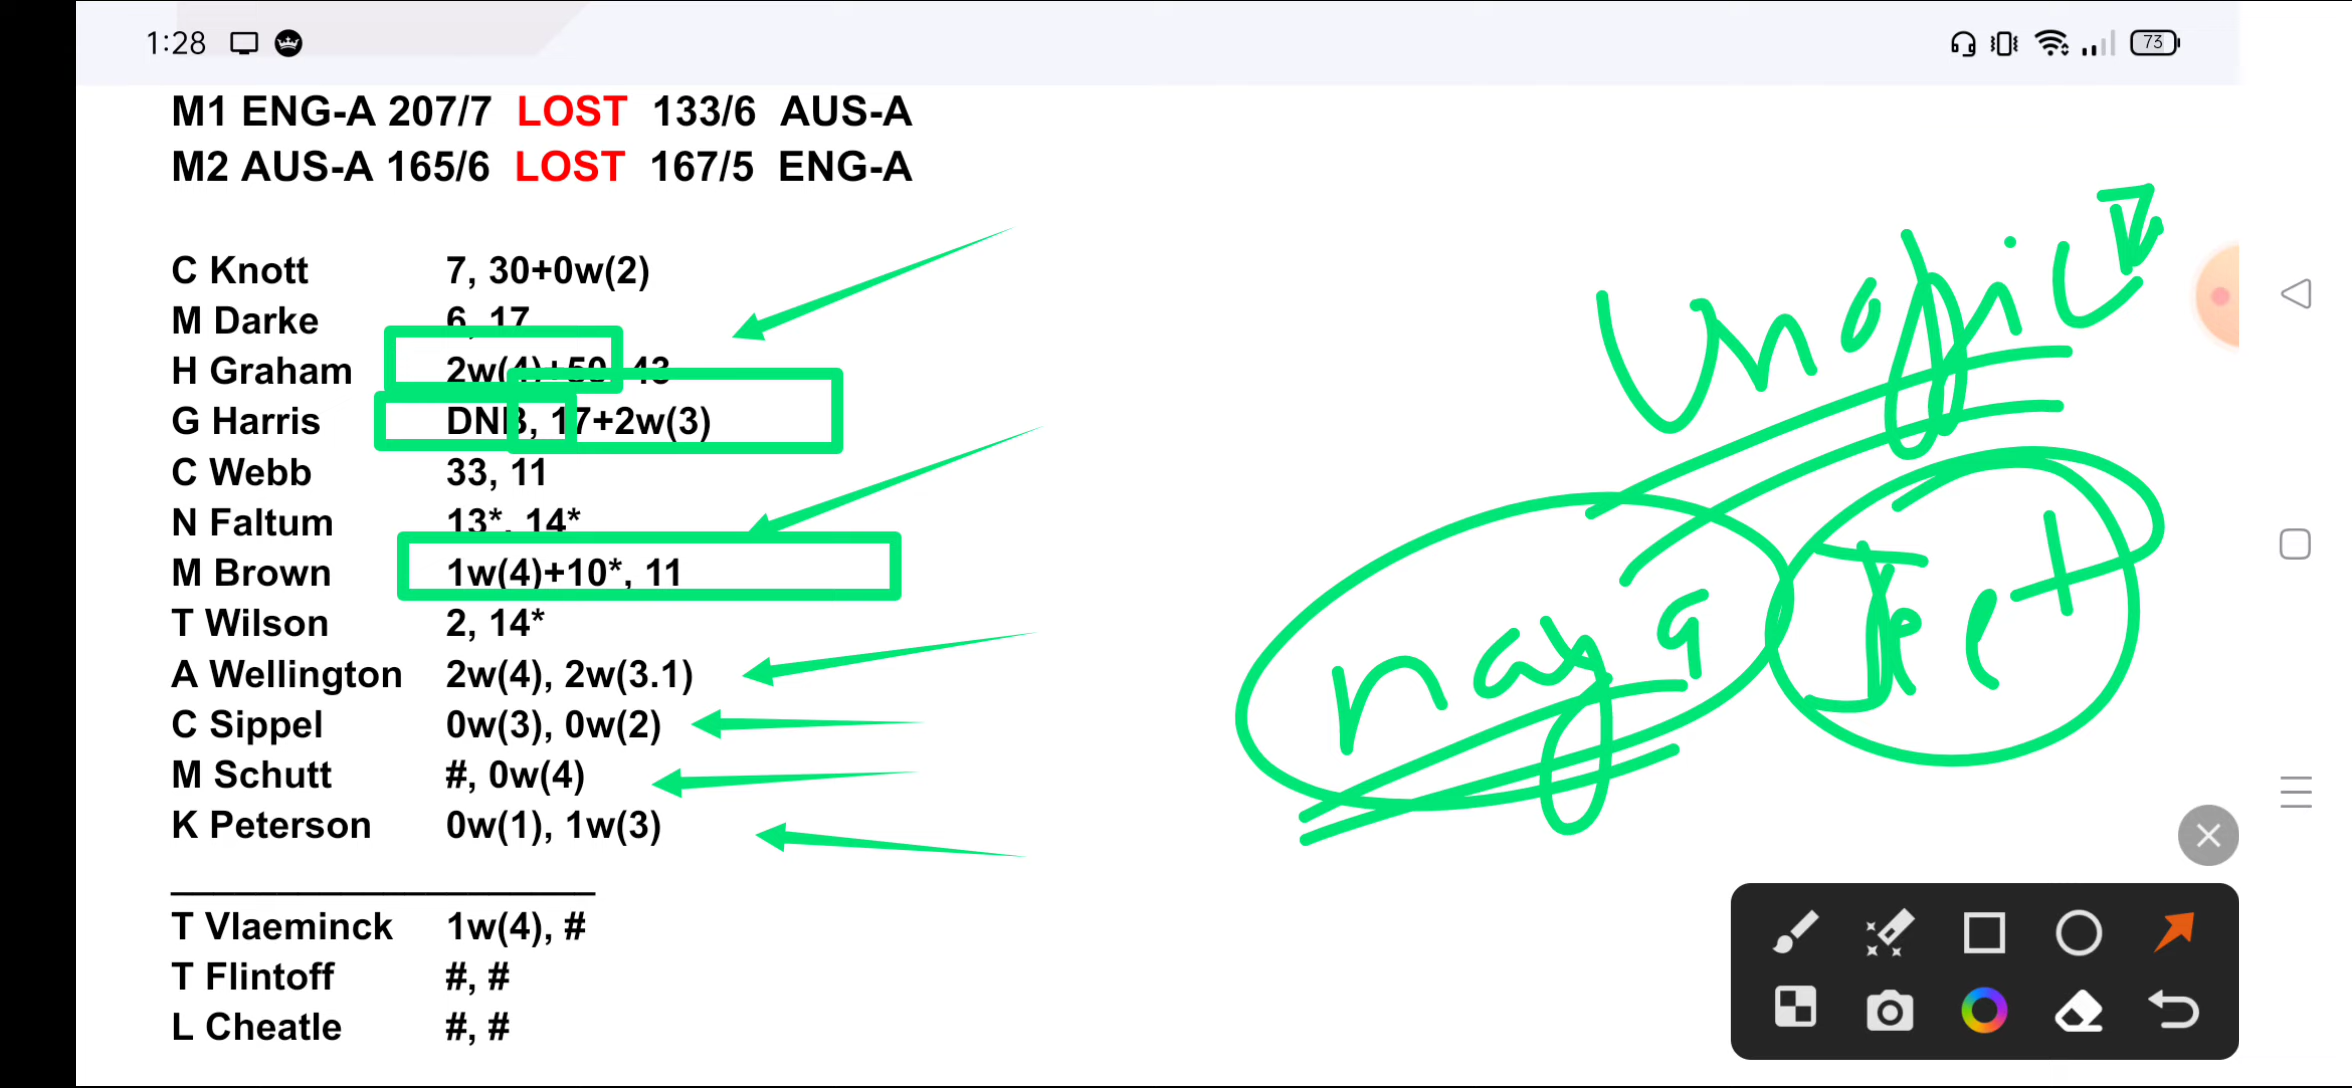 1:28
73
M1 ENG-A 207/7 LOST 133/6 AUS-A
M2 AUS-A 165/6 LOST 167/5 ENG-A
C Knott 7, 30+0w(2)
M Darke 6, 17
H Graham 2w(4)+50, 43
G Harris DNB, 17+2w(3)
C Webb 33, 11
N Faltum 13*, 14*
M Brown 1w(4)+10*, 11
T Wilson 2, 14*
A Wellington 2w(4), 2w(3.1)
C Sippel 0w(3), 0w(2)
M Schutt #, 0w(4)
K Peterson 0w(1), 1w(3)
T Vlaeminck 1w(4), #
T Flintoff #, #
L Cheatle #, #